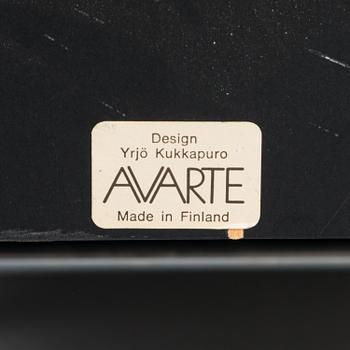 Design
Yrjö Kukkapuro
AVARTE
Made in Finland